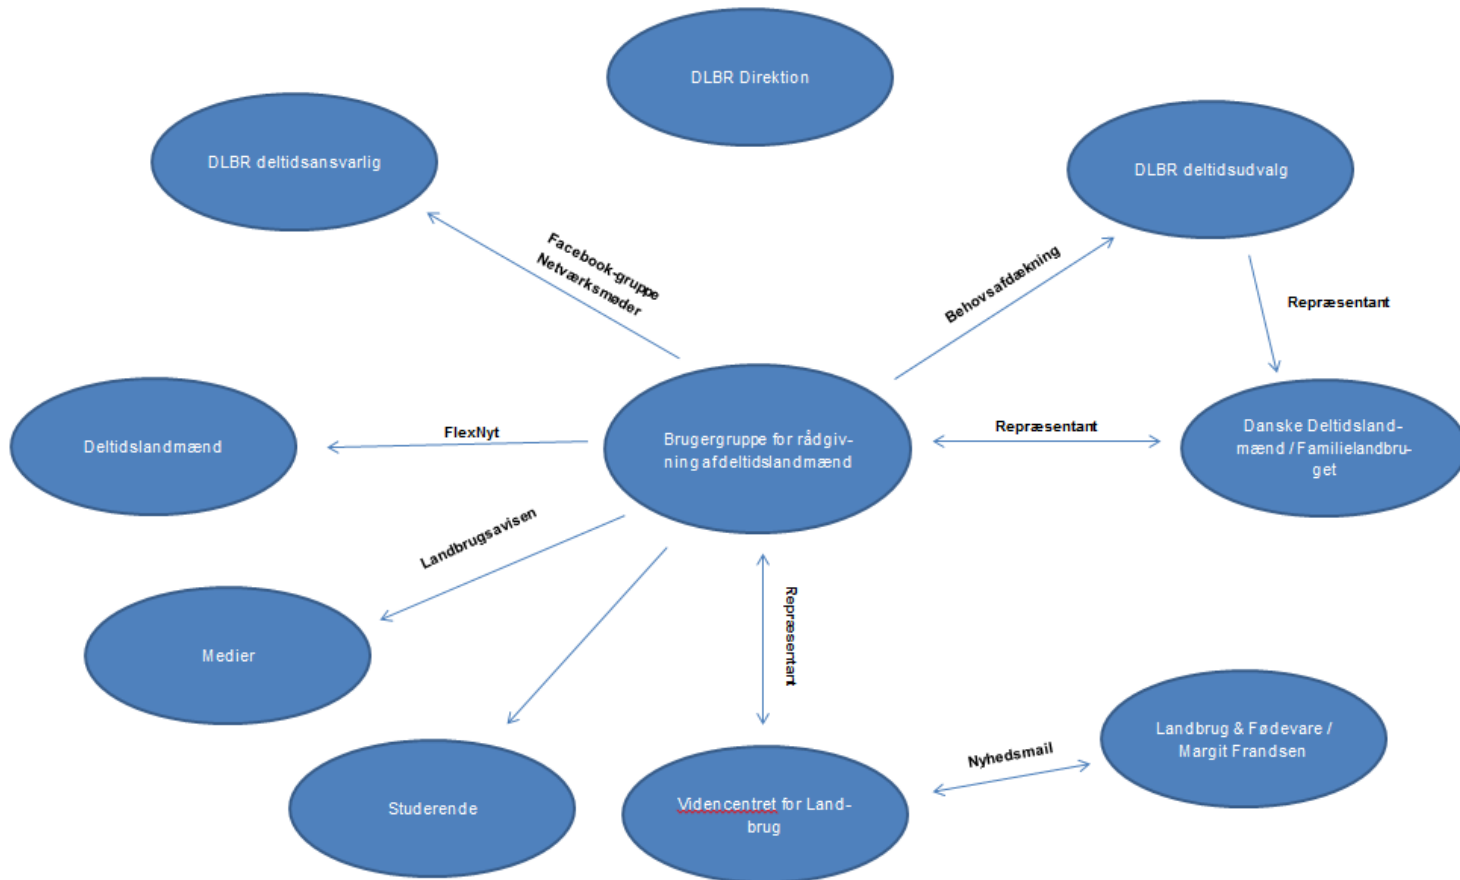 DLBR Direktion
DLBR deltidsansvarlig
DLBR deltidsudvalg
Facebook-gruppe
Netværksmøder
Behovsafdækning
Repræsentant
Deltidslandmænd
FlexNyt
Brugergruppe for rådgiv-
ning af deltidslandmænd
Repræsentant
Danske Deltidsland-
mænd / Familielandbru-
get
Landbrugsavisen
Repræsentant
Medier
Landbrug & Fødevare /
Margit Frandsen
Nyhedsmail
Studerende
Videncentret for Land-
brug